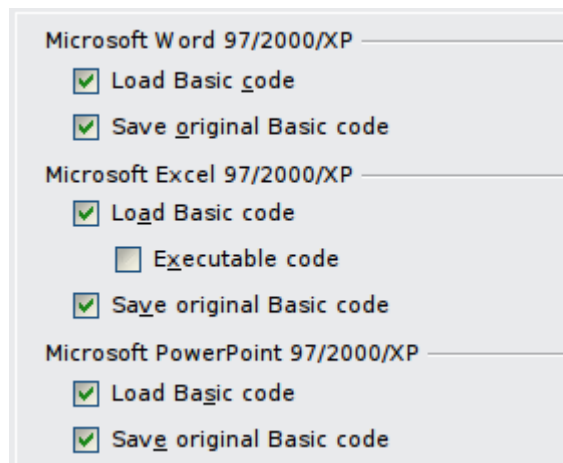 Microsoft Word 97/2000/XP
Load Basic code
Save original Basic code
Microsoft Excel 97/2000/XP
Load Basic code
Executable code
Save original Basic code
Microsoft PowerPoint 97/2000/XP
Load Basic code
Save original Basic code